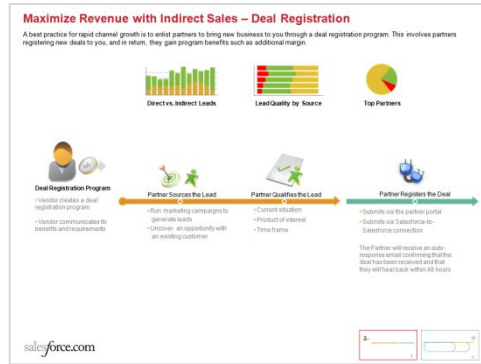 Maximize Revenue with Indirect Sales – Deal Registration
A best practice for rapid channel growth is to enlist partners to bring new business to you through a deal registration program. This involves partners
registering new deals to you, and in return, they gain program benefits such as additional margin.
Direct vs. Indirect Leads
Lead Quality by Source
Top Partners
Deal Registration Program
• Vendor creates a deal
registration program
• Vendor communicates its
benefits and requirements
Partner Sources the Lead
• Run marketing campaigns to
generate leads
• Uncover an opportunity with
an existing customer
Partner Qualifies the Lead
• Current situation
• Product of interest
• Time frame
Partner Registers the Deal
• Submits via the partner portal
• Submits via Salesforce-to-
Salesforce connection
The Partner will receive an auto-
response email confirming that the
deal has been received and that
they will hear back within 48 hours
salesforce.com